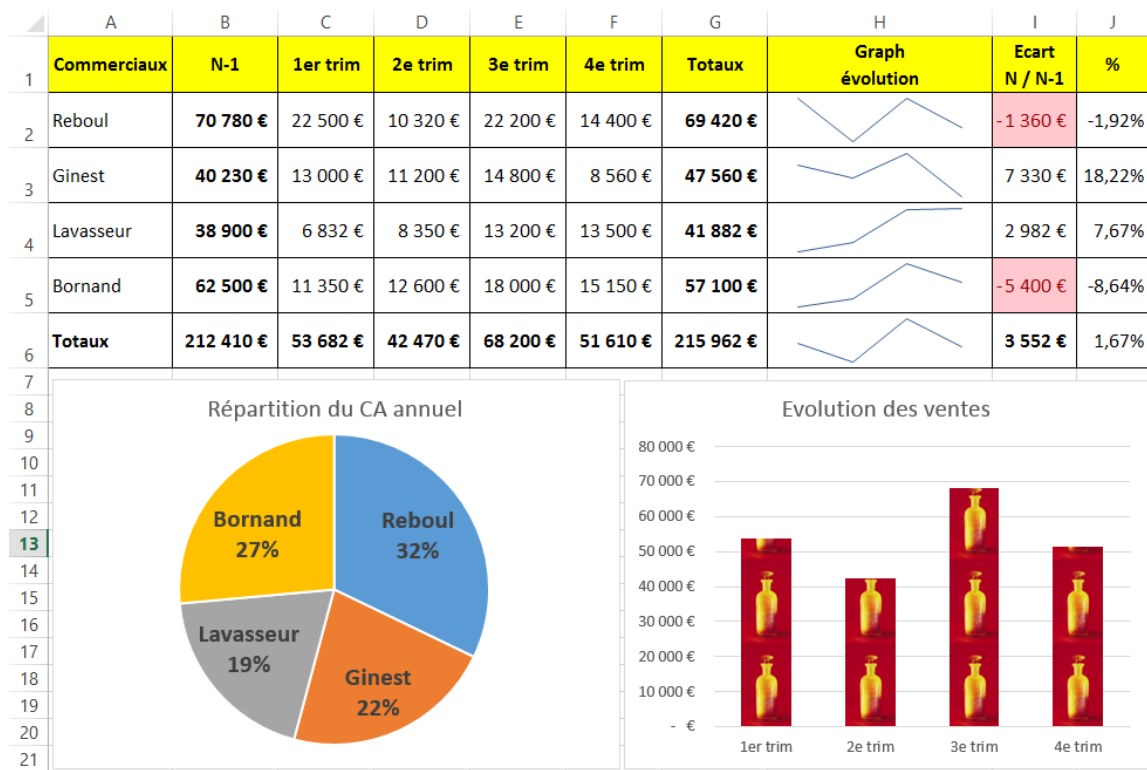 A B C D E F G H I J
1 Commerciaux N-1 1er trim 2e trim 3e trim 4e trim Totaux Graph évolution Ecart N / N-1 %
2 Reboul 70 780 € 22 500 € 10 320 € 22 200 € 14 400 € 69 420 € -1 360 € -1,92%
3 Ginest 40 230 € 13 000 € 11 200 € 14 800 € 8 560 € 47 560 € 7 330 € 18,22%
4 Lavasseur 38 900 € 6 832 € 8 350 € 13 200 € 13 500 € 41 882 € 2 982 € 7,67%
5 Bornand 62 500 € 11 350 € 12 600 € 18 000 € 15 150 € 57 100 € -5 400 € -8,64%
6 Totaux 212 410 € 53 682 € 42 470 € 68 200 € 51 610 € 215 962 € 3 552 € 1,67%
7
8
9
10
11
12
13
14
15
16
17
18
19
20
21
Répartition du CA annuel
Bornand
27%
Reboul
32%
Lavasseur
19%
Ginest
22%
Evolution des ventes
80 000 €
70 000 €
60 000 €
50 000 €
40 000 €
30 000 €
20 000 €
10 000 €
- €
1er trim 2e trim 3e trim 4e trim